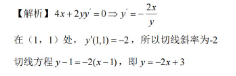 【解析】4x+2yy'=0⇒y'=-2x/y
在（1，1）处，y'(1,1)=-2，所以切线斜率为-2
切线方程 y-1=-2(x-1)，即 y=-2x+3